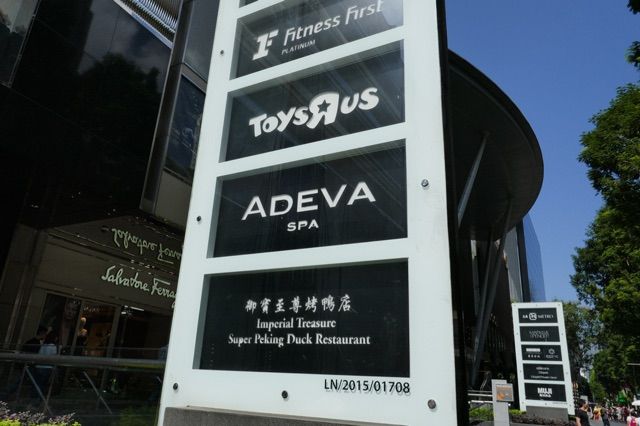 Fitness First
PLATINUM
TOYSRUS
ADEVA
SPA
御寶至尊烤鴨店
Imperial Treasure
Super Peking Duck Restaurant
LN/2015/01708
Salvatore Ferra
METRO
MUJI